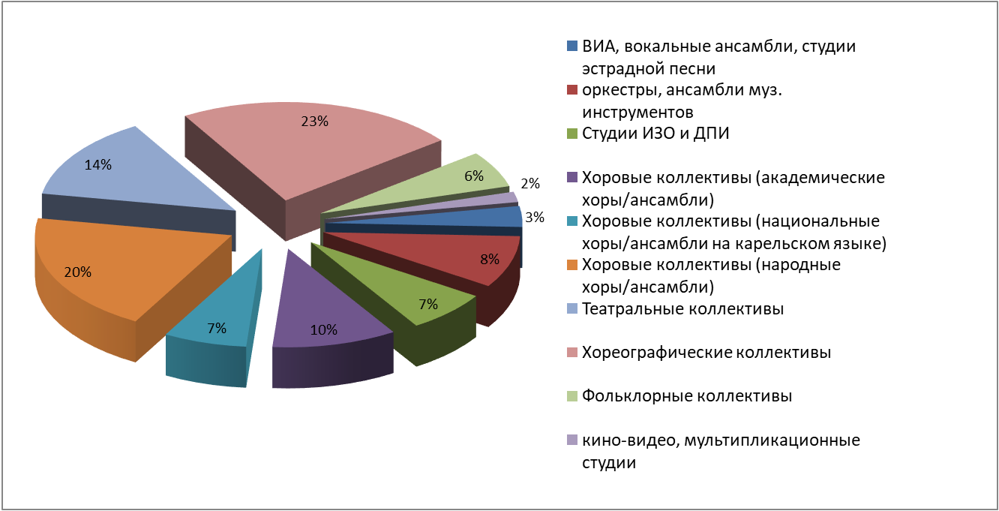 23%
14%
6%
2%
3%
8%
20%
7%
7%
10%
ВИА, вокальные ансамбли, студии
эстрадной песни
оркестры, ансамбли муз.
инструментов
Студии ИЗО и ДПИ
Хоровые коллективы (академические
хоры/ансамбли)
Хоровые коллективы (национальные
хоры/ансамбли на карельском языке)
Хоровые коллективы (народные
хоры/ансамбли)
Театральные коллективы
Хореографические коллективы
Фольклорные коллективы
кино-видео, мультипликационные
студии